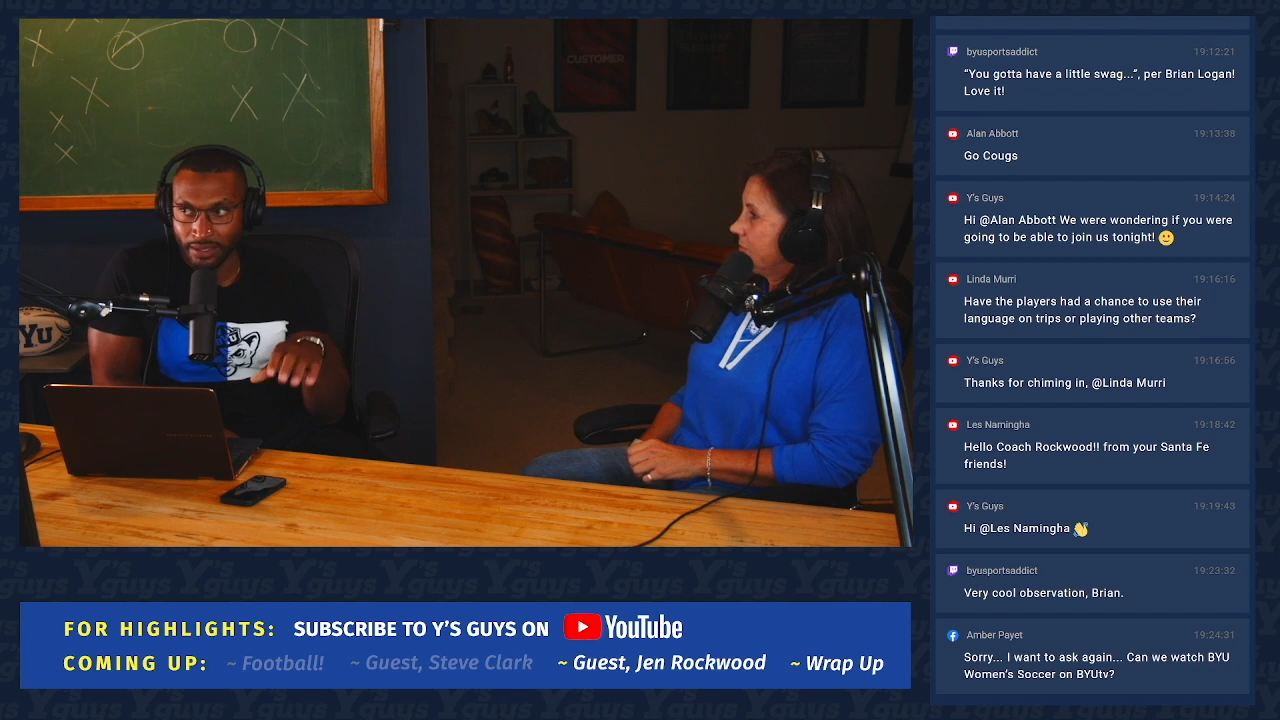 CUSTOMER
YU
byusportsaddict 19:12:21
“You gotta have a little swag...”, per Brian Logan!
Love it!
Alan Abbott 19:13:38
Go Cougs
Y's Guys 19:14:24
Hi @Alan Abbott We were wondering if you were
going to be able to join us tonight! 🙂
Linda Murri 19:16:16
Have the players had a chance to use their
language on trips or playing other teams?
Y's Guys 19:16:56
Thanks for chiming in, @Linda Murri
Les Namingha 19:18:42
Hello Coach Rockwood!! from your Santa Fe
friends!
Y's Guys 19:19:43
Hi @Les Namingha 👋
byusportsaddict 19:23:32
Very cool observation, Brian.
Amber Payet 19:24:31
Sorry... I want to ask again... Can we watch BYU
Women's Soccer on BYUtv?
FOR HIGHLIGHTS: SUBSCRIBE TO Y'S GUYS ON YouTube
COMING UP: ~ Football! ~ Guest, Steve Clark ~ Guest, Jen Rockwood ~ Wrap Up